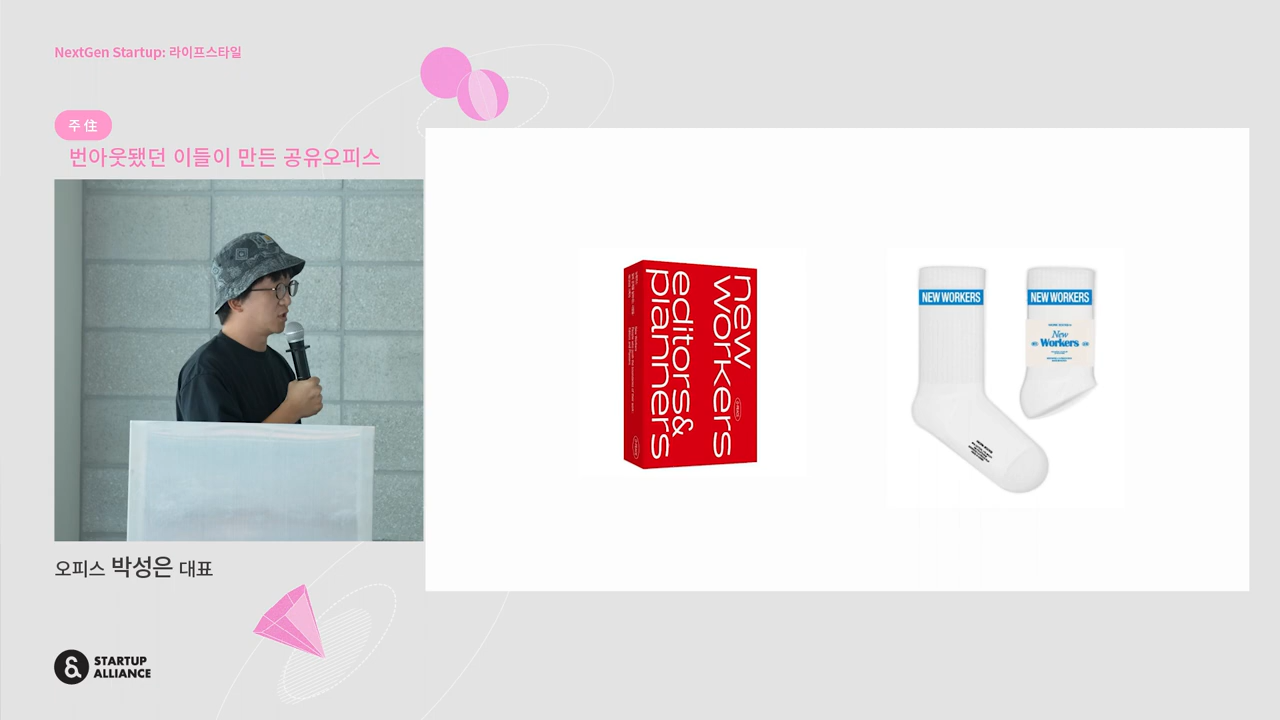 NextGen Startup: 라이프스타일
주 住
번아웃됐던 이들이 만든 공유오피스
new
workers
editors&
planners
NEW WORKERS
NEW WORKERS
New
Workers
오피스 박성은 대표
STARTUP
ALLIANCE